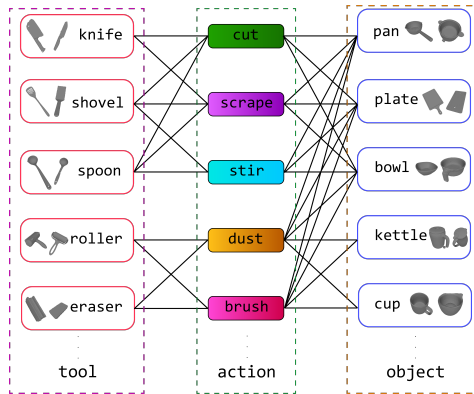 knife cut pan
shovel scrape plate
spoon stir bowl
roller dust kettle
eraser brush cup
tool action object